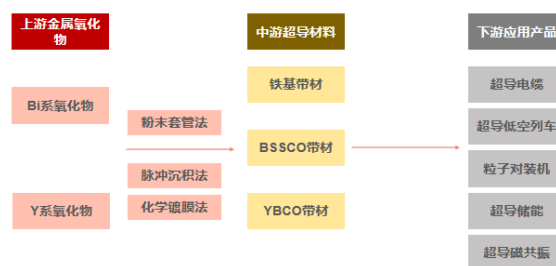 上游金属氧化
物
中游超导材料
下游应用产品
Bi系氧化物
Y系氧化物
粉末套管法
脉冲沉积法
化学镀膜法
铁基带材
BSSCO带材
YBCO带材
超导电缆
超导低空列车
粒子对装机
超导储能
超导磁共振